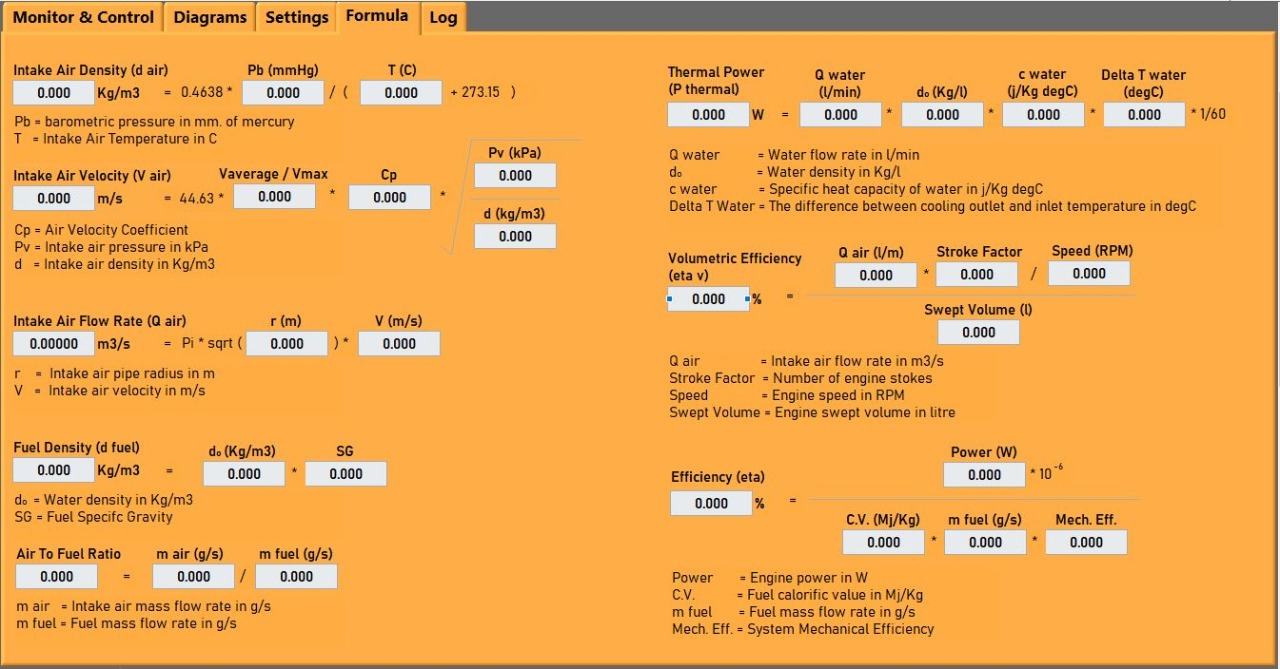 Monitor & Control Diagrams Settings Formula Log
Intake Air Density (d air) Pb (mmHg) T (C)
0.000 Kg/m3 = 0.4638 * 0.000 / ( 0.000 + 273.15 )
Pb = barometric pressure in mm. of mercury
T = Intake Air Temperature in C
Intake Air Velocity (V air) Vaverage / Vmax Cp Pv (kPa)
0.000
0.000 m/s = 44.63 * 0.000 * 0.000 *
d (kg/m3)
0.000
Cp = Air Velocity Coefficient
Pv = Intake air pressure in kPa
d = Intake air density in Kg/m3
Intake Air Flow Rate (Q air) r (m) V (m/s)
0.00000 m3/s = Pi * sqrt ( 0.000 ) * 0.000
r = Intake air pipe radius in m
V = Intake air velocity in m/s
Fuel Density (d fuel) d₀ (Kg/m3) SG
0.000 Kg/m3 = 0.000 * 0.000
d₀ = Water density in Kg/m3
SG = Fuel Specifc Gravity
Air To Fuel Ratio m air (g/s) m fuel (g/s)
0.000 = 0.000 / 0.000
m air = Intake air mass flow rate in g/s
m fuel = Fuel mass flow rate in g/s
Thermal Power Q water c water Delta T water
(P thermal) (l/min) d₀ (Kg/l) (j/Kg degC) (degC)
0.000 W = 0.000 * 0.000 * 0.000 * 0.000 * 1/60
Q water = Water flow rate in l/min
d₀ = Water density in Kg/l
c water = Specific heat capacity of water in j/Kg degC
Delta T Water = The difference between cooling outlet and inlet temperature in degC
Volumetric Efficiency Q air (l/m) Stroke Factor Speed (RPM)
(eta v) 0.000 * 0.000 / 0.000
0.000 % =
Swept Volume (l)
0.000
Q air = Intake air flow rate in m3/s
Stroke Factor = Number of engine stokes
Speed = Engine speed in RPM
Swept Volume = Engine swept volume in litre
Power (W)
Efficiency (eta) 0.000 * 10 -6
0.000 % =
C.V. (Mj/Kg) m fuel (g/s) Mech. Eff.
0.000 * 0.000 * 0.000
Power = Engine power in W
C.V. = Fuel calorific value in Mj/Kg
m fuel = Fuel mass flow rate in g/s
Mech. Eff. = System Mechanical Efficiency